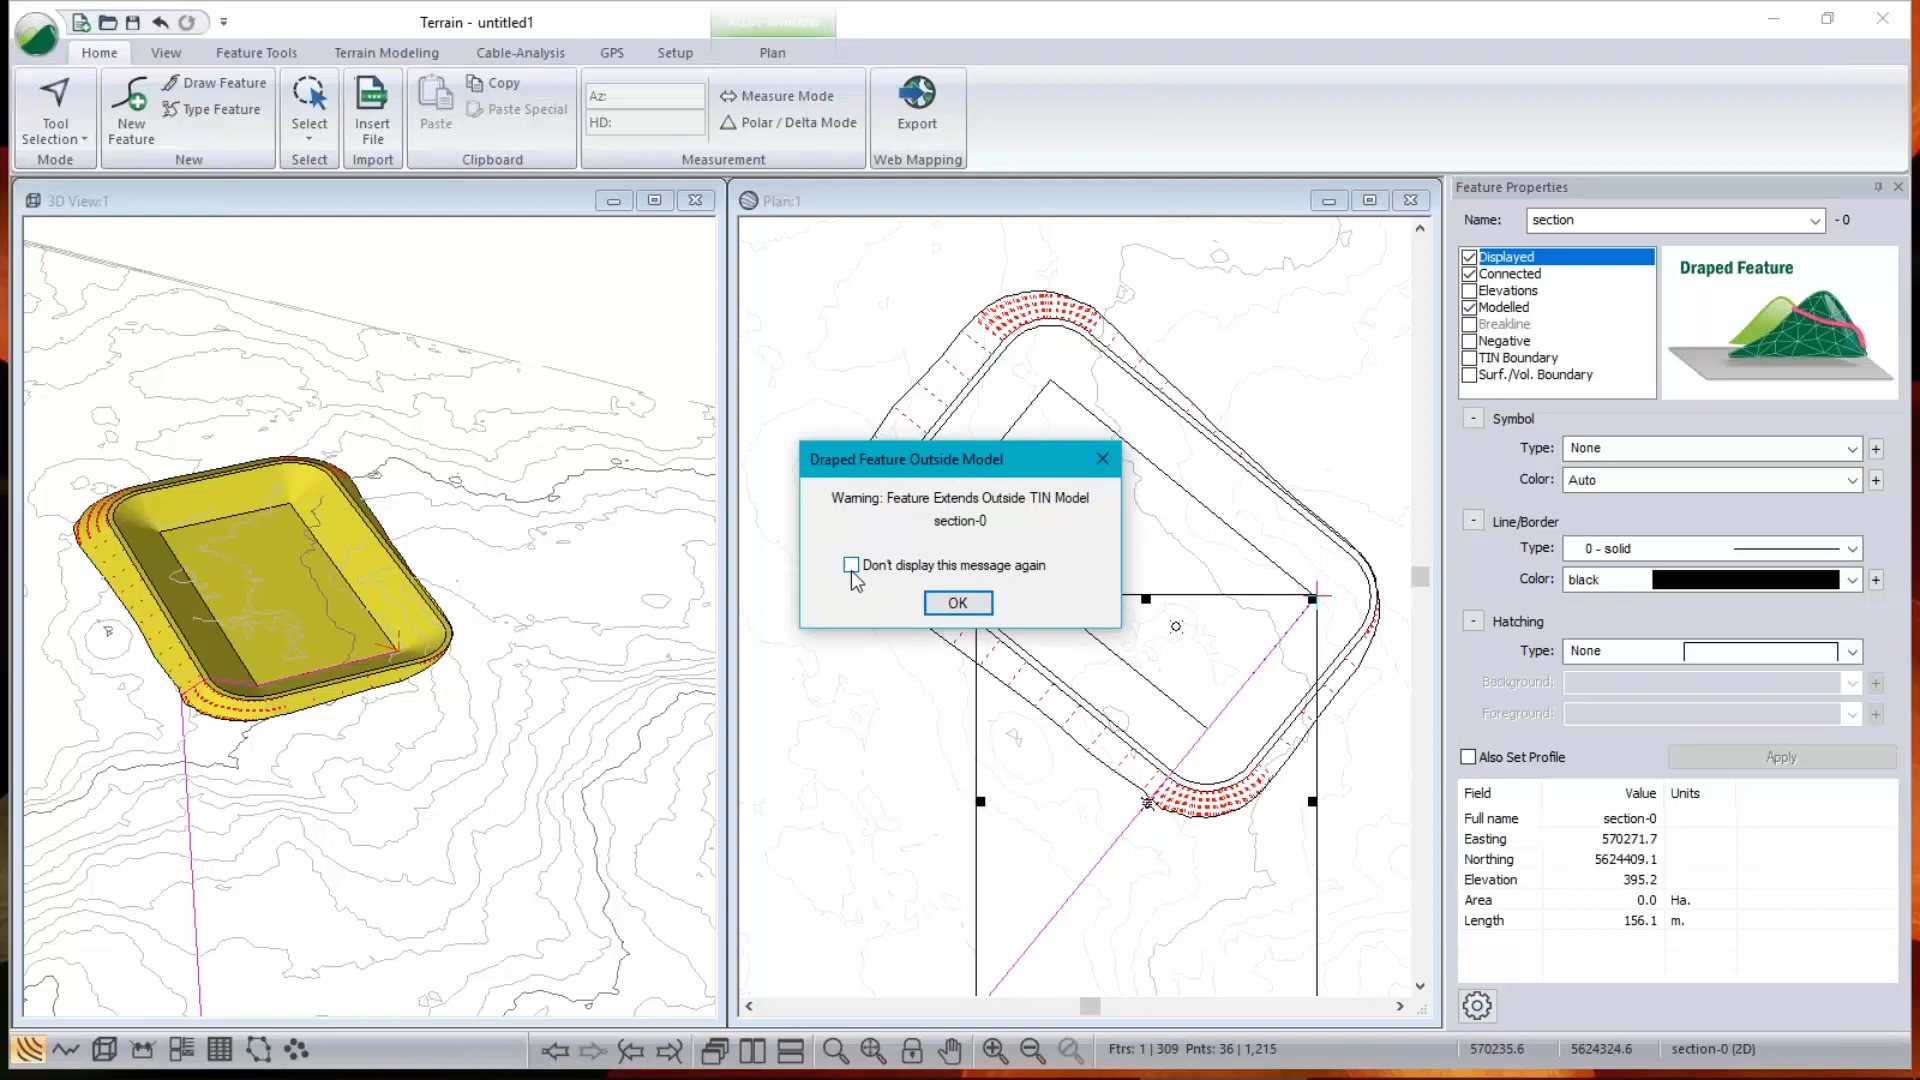 Terrain - untitled1
Home View Feature Tools Terrain Modeling Cable-Analysis GPS Setup Plan
Tool Selection
Mode
New Feature
Draw Feature
Type Feature
New
Select
Select
Insert File
Import
Paste
Copy
Paste Special
Clipboard
Az:
HD:
Measure Mode
Polar / Delta Mode
Measurement
Export
Web Mapping
3D View:1
Plan:1
Draped Feature Outside Model
Warning: Feature Extends Outside TIN Model
section-0
Don't display this message again
OK
Feature Properties
Name: section - 0
Displayed
Connected
Elevations
Modelled
Breakline
Negative
TIN Boundary
Surf./Vol. Boundary
Draped Feature
- Symbol
Type: None +
Color: Auto +
- Line/Border
Type: 0 - solid
Color: black +
- Hatching
Type: None
Background: +
Foreground: +
Also Set Profile Apply
Field Value Units
Full name section-0
Easting 570271.7
Northing 5624409.1
Elevation 395.2
Area 0.0 Ha.
Length 156.1 m.
Ftrs: 1 | 309 Pnts: 36 | 1,215 570235.6 5624324.6 section-0 (2D)